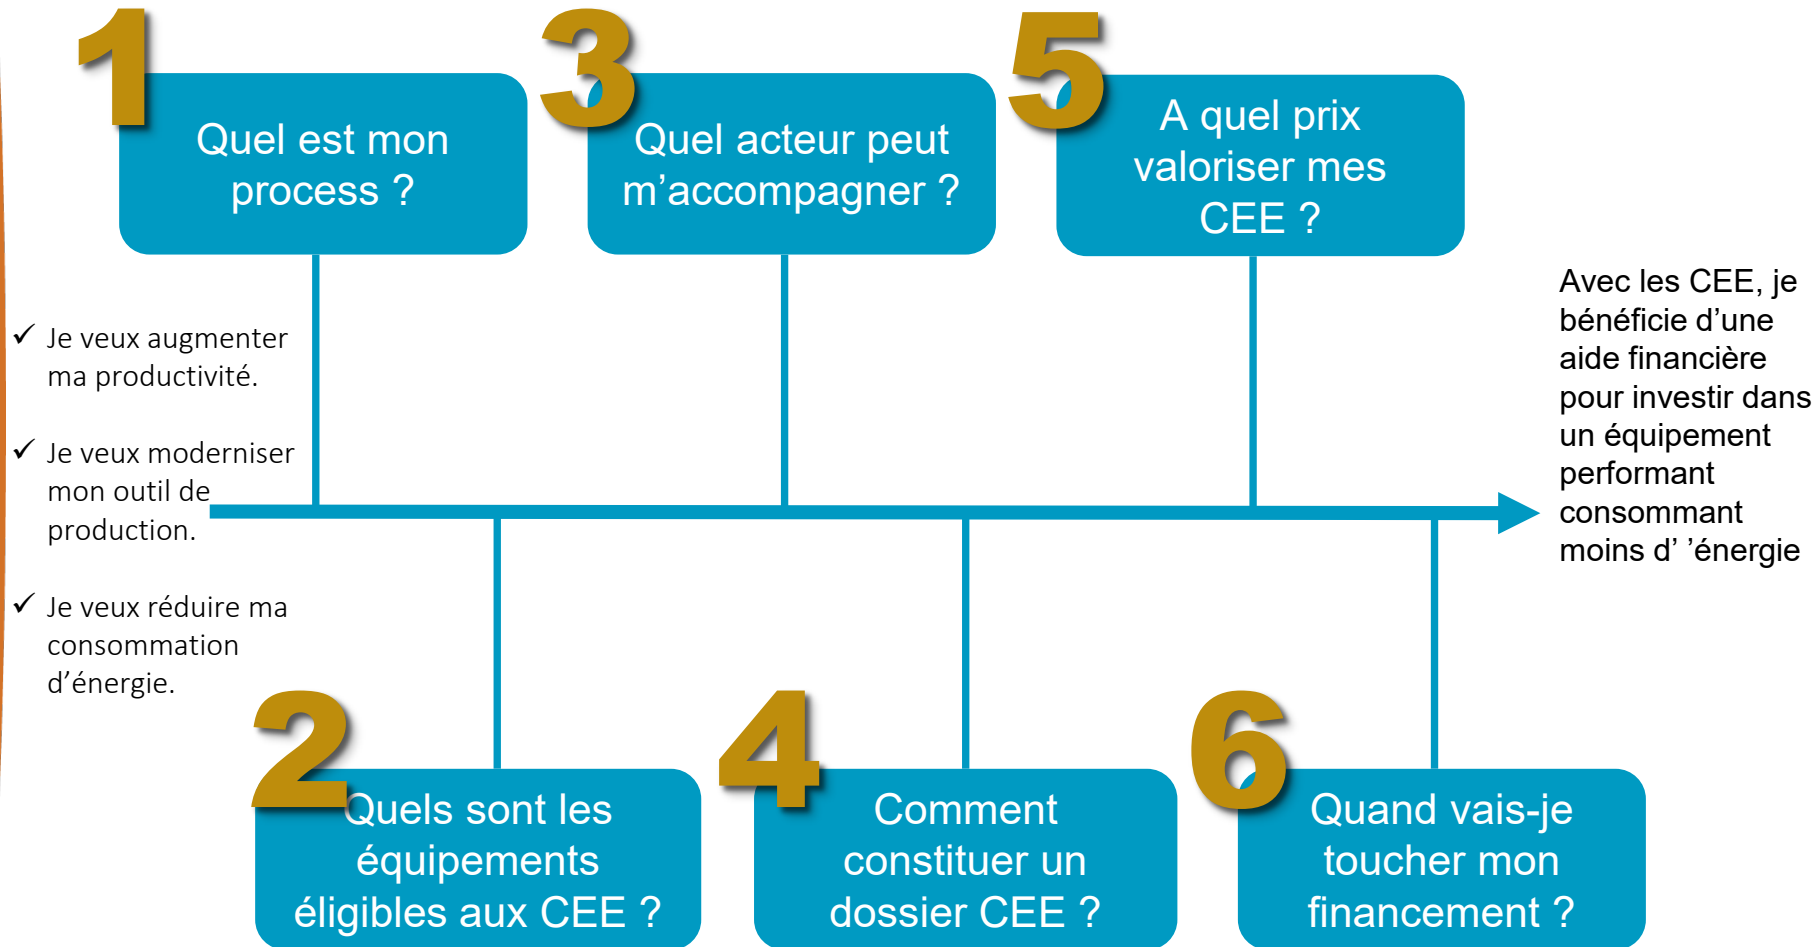 1
Quel est mon
process ?
3
Quel acteur peut
m’accompagner ?
5
A quel prix
valoriser mes
CEE ?
✓ Je veux augmenter
ma productivité.
✓ Je veux moderniser
mon outil de
production.
✓ Je veux réduire ma
consommation
d’énergie.
Avec les CEE, je
bénéficie d’une
aide financière
pour investir dans
un équipement
performant
consommant
moins d’ ’énergie
2
Quels sont les
équipements
éligibles aux CEE ?
4
Comment
constituer un
dossier CEE ?
6
Quand vais-je
toucher mon
financement ?